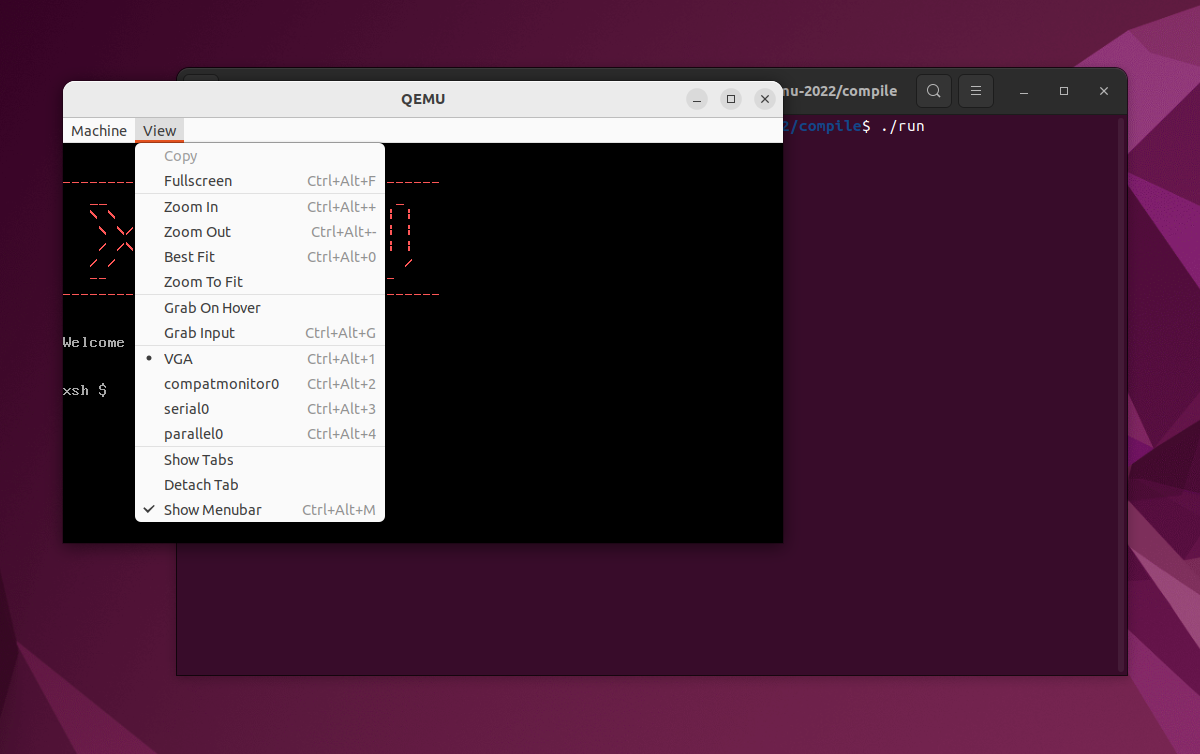 QEMU
mu-2022/compile
Machine View
2/compile$ ./run
Copy
Fullscreen Ctrl+Alt+F
Zoom In Ctrl+Alt++
Zoom Out Ctrl+Alt+-
Best Fit Ctrl+Alt+0
Zoom To Fit
Grab On Hover
Grab Input Ctrl+Alt+G
VGA Ctrl+Alt+1
compatmonitor0 Ctrl+Alt+2
serial0 Ctrl+Alt+3
parallel0 Ctrl+Alt+4
Show Tabs
Detach Tab
Show Menubar Ctrl+Alt+M
Welcome
xsh $